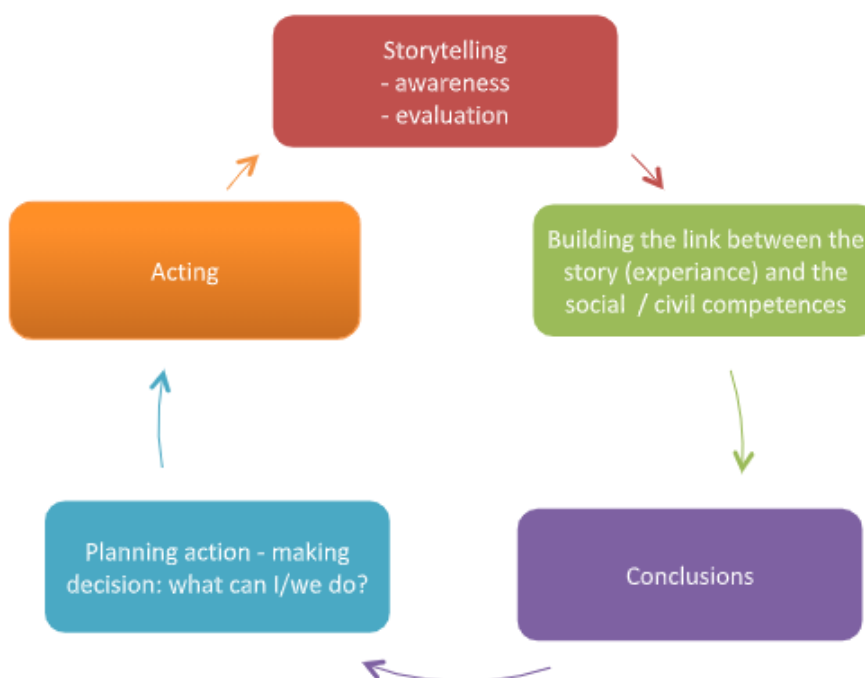 Storytelling
- awareness
- evaluation
Acting
Building the link between the
story (experiance) and the
social / civil competences
Planning action - making
decision: what can I/we do?
Conclusions